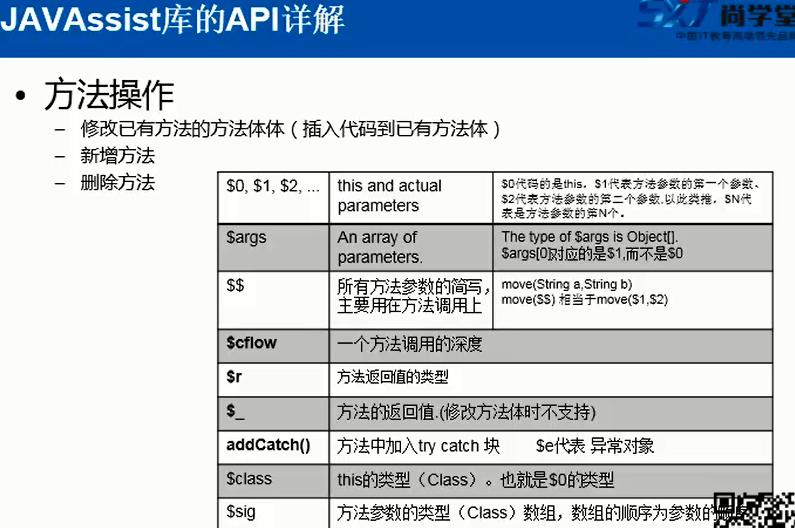 JAVAssist库的API详解
尚学堂
中国IT教育高端领先品
• 方法操作
– 修改已有方法的方法体体（插入代码到已有方法体）
– 新增方法
– 删除方法
$0, $1, $2, ...
this and actual
parameters
$0代码的是this，$1代表方法参数的第一个参数、
$2代表方法参数的第二个参数.以此类推，$N代
表是方法参数的第N个。
$args
An array of
parameters.
The type of $args is Object[].
$args[0]对应的是$1,而不是$0
$$
所有方法参数的简写，
主要用在方法调用上
move(String a,String b)
move($$) 相当于move($1,$2)
$cflow
一个方法调用的深度
$r
方法返回值的类型
$_
方法的返回值.(修改方法体时不支持)
addCatch()
方法中加入try catch 块 $e代表 异常对象
$class
this的类型（Class）。也就是$0的类型
$sig
方法参数的类型（Class）数组，数组的顺序为参数的